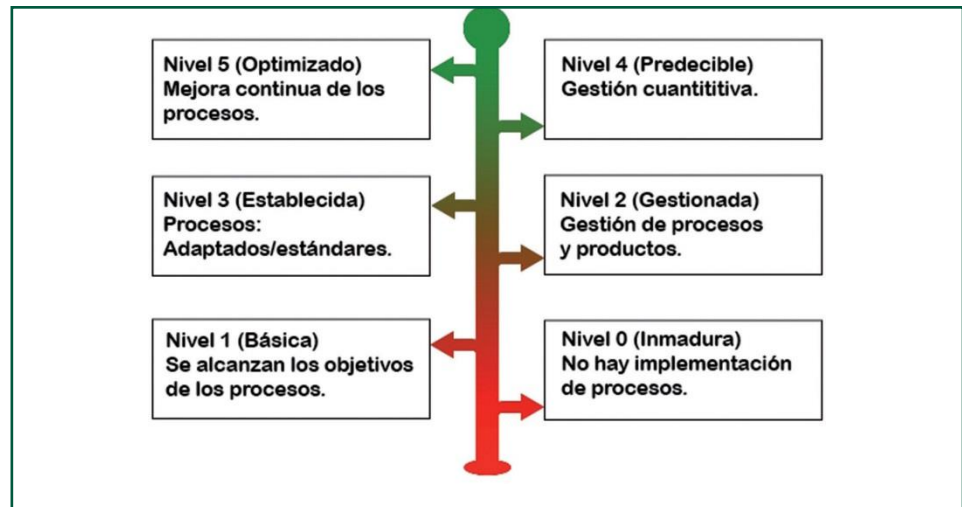 Nivel 5 (Optimizado)
Mejora continua de los
procesos.
Nivel 4 (Predecible)
Gestión cuantititiva.
Nivel 3 (Establecida)
Procesos:
Adaptados/estándares.
Nivel 2 (Gestionada)
Gestión de procesos
y productos.
Nivel 1 (Básica)
Se alcanzan los objetivos
de los procesos.
Nivel 0 (Inmadura)
No hay implementación
de procesos.